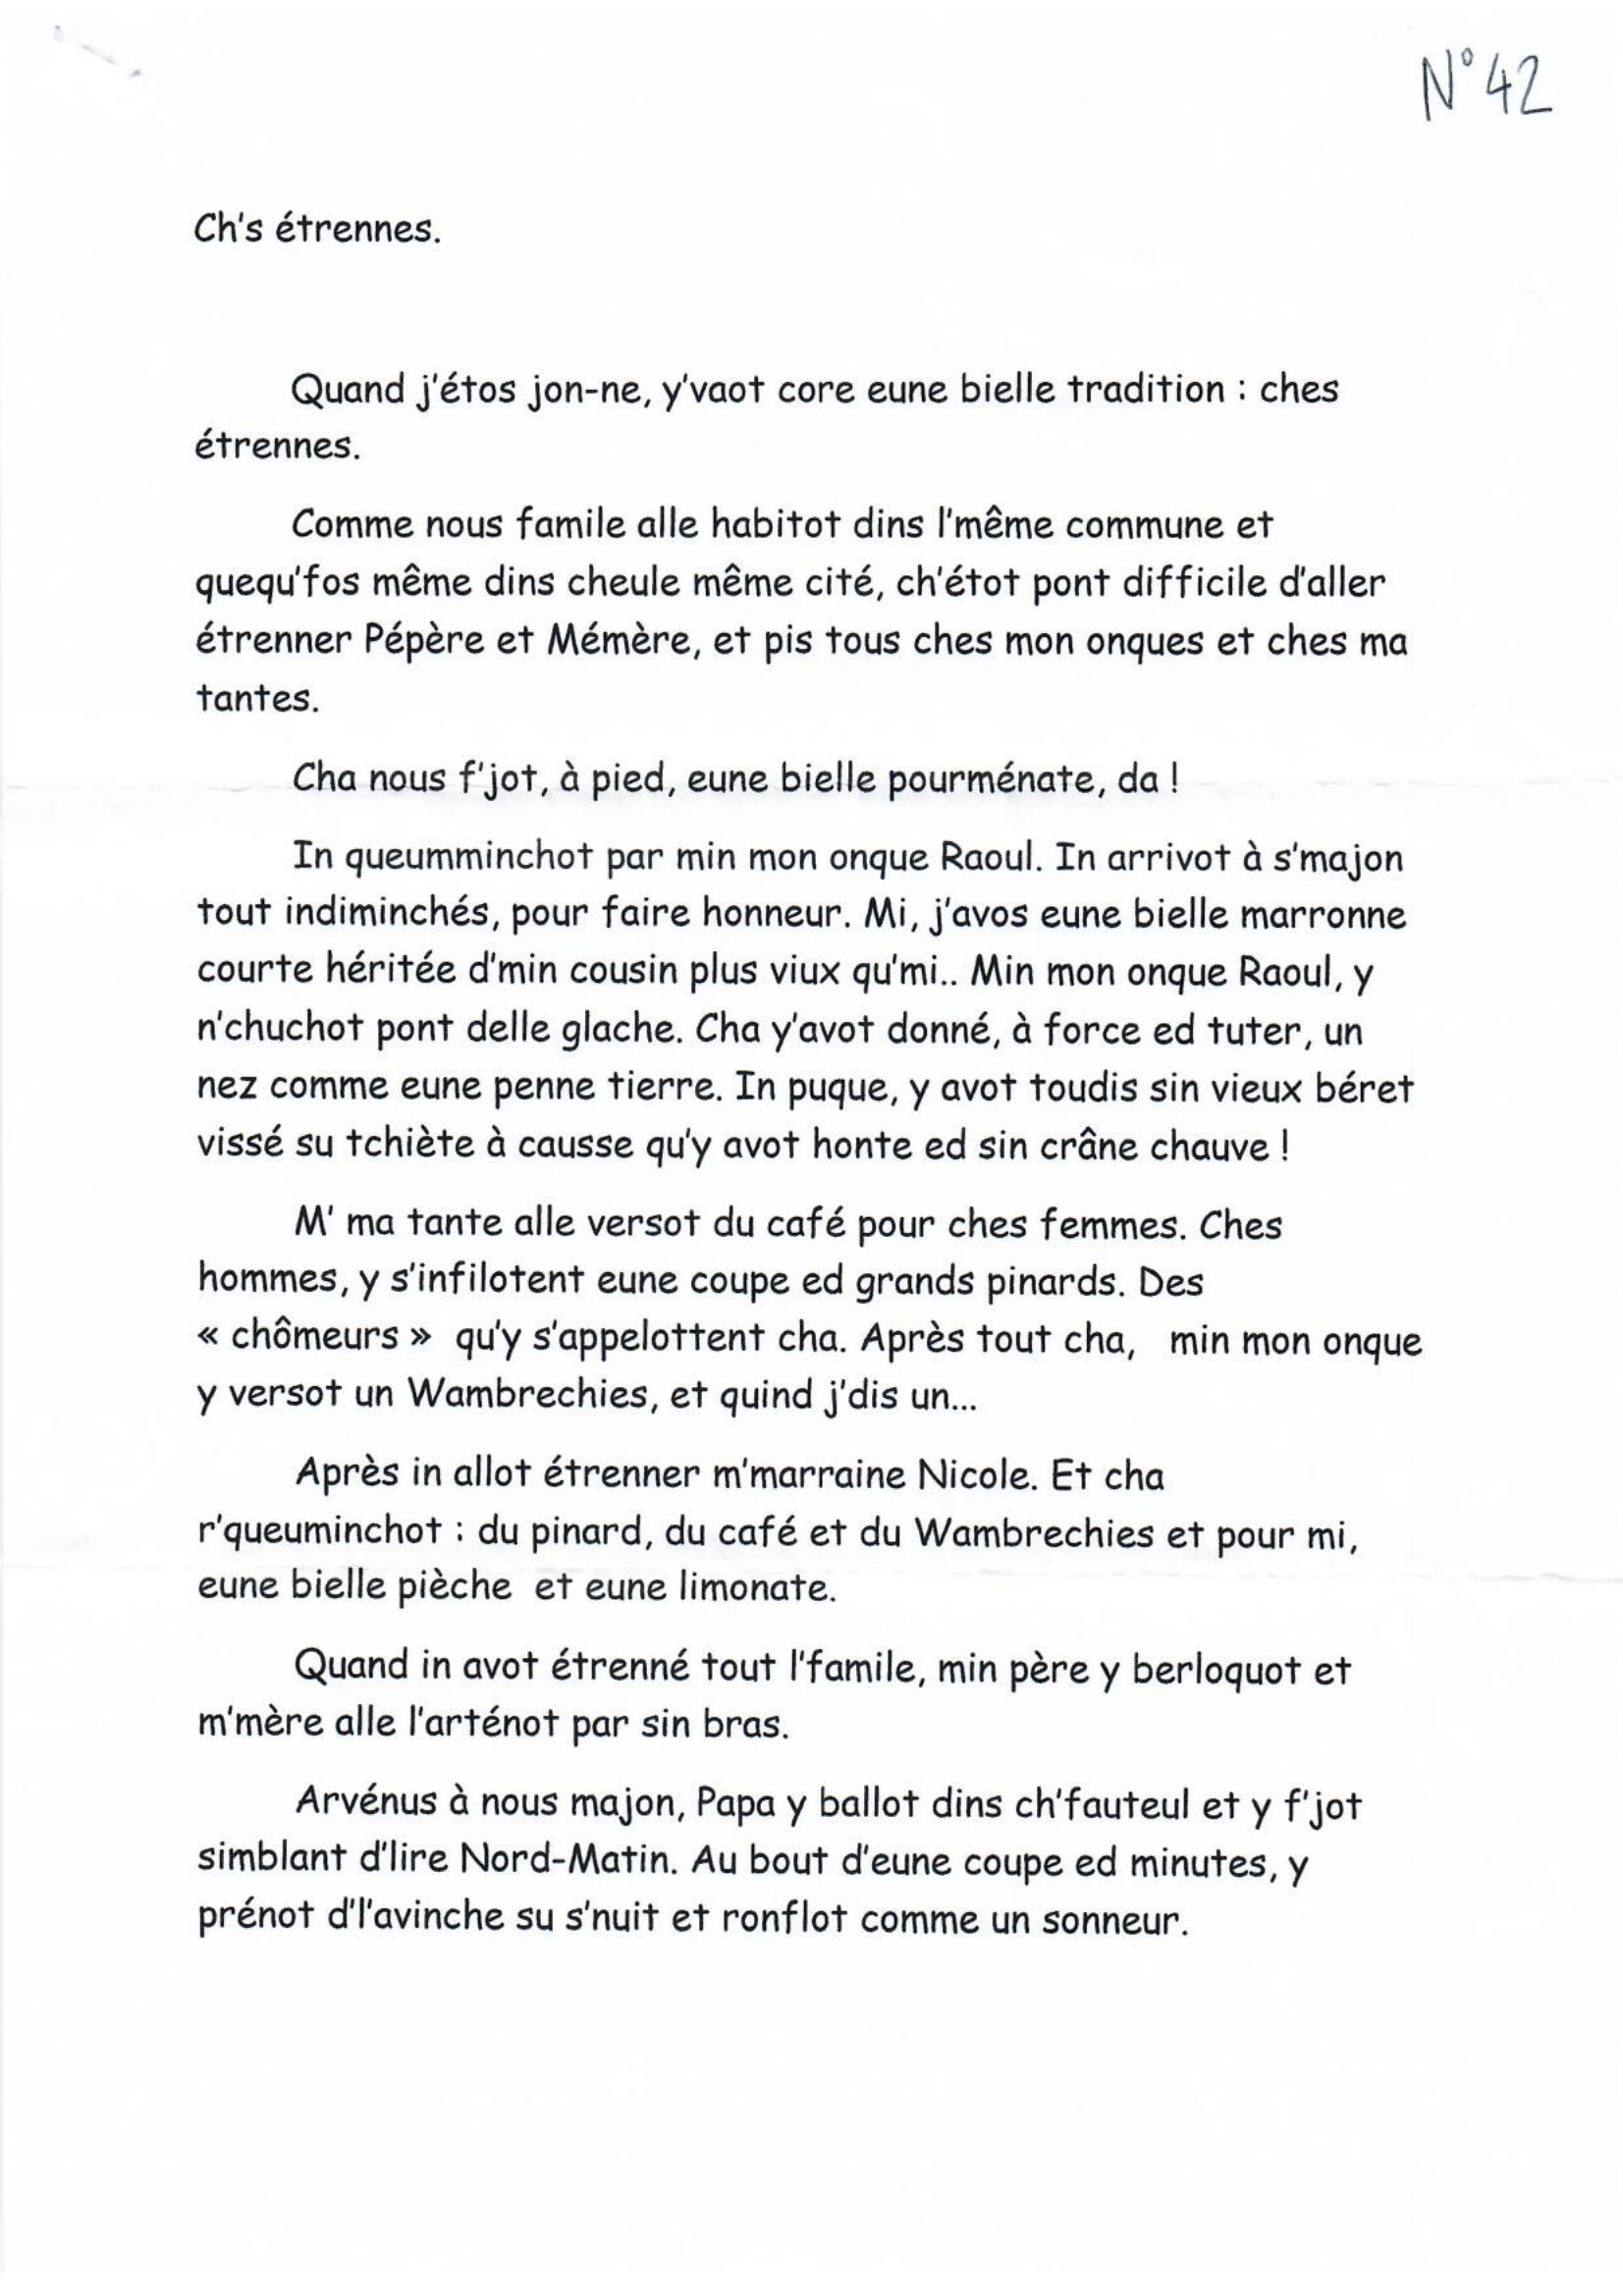 N°42
Ch's étrennes.
Quand j'étos jon-ne, y'vaot core eune bielle tradition : ches
étrennes.
Comme nous famile alle habitot dins l'même commune et
quequ'fos même dins cheule même cité, ch'étot pont difficile d'aller
étrenner Pépère et Mémère, et pis tous ches mon onques et ches ma
tantes.
Cha nous f'jot, à pied, eune bielle pourménate, da !
In queumminchot par min mon onque Raoul. In arrivot à s'majon
tout indiminchés, pour faire honneur. Mi, j'avos eune bielle marronne
courte héritée d'min cousin plus viux qu'mi.. Min mon onque Raoul, y
n'chuchot pont delle glache. Cha y'avot donné, à force ed tuter, un
nez comme eune penne tierre. In puque, y avot toudis sin vieux béret
vissé su tchiète à causse qu'y avot honte ed sin crâne chauve !
M' ma tante alle versot du café pour ches femmes. Ches
hommes, y s'infilotent eune coupe ed grands pinards. Des
« chômeurs » qu'y s'appelottent cha. Après tout cha, min mon onque
y versot un Wambrechies, et quind j'dis un...
Après in allot étrenner m'marraine Nicole. Et cha
r'queuminchot : du pinard, du café et du Wambrechies et pour mi,
eune bielle pièche et eune limonate.
Quand in avot étrenné tout l'famile, min père y berloquot et
m'mère alle l'arténot par sin bras.
Arvénus à nous majon, Papa y ballot dins ch'fauteul et y f'jot
simblant d'lire Nord-Matin. Au bout d'eune coupe ed minutes, y
prénot d'l'avinche su s'nuit et ronflot comme un sonneur.